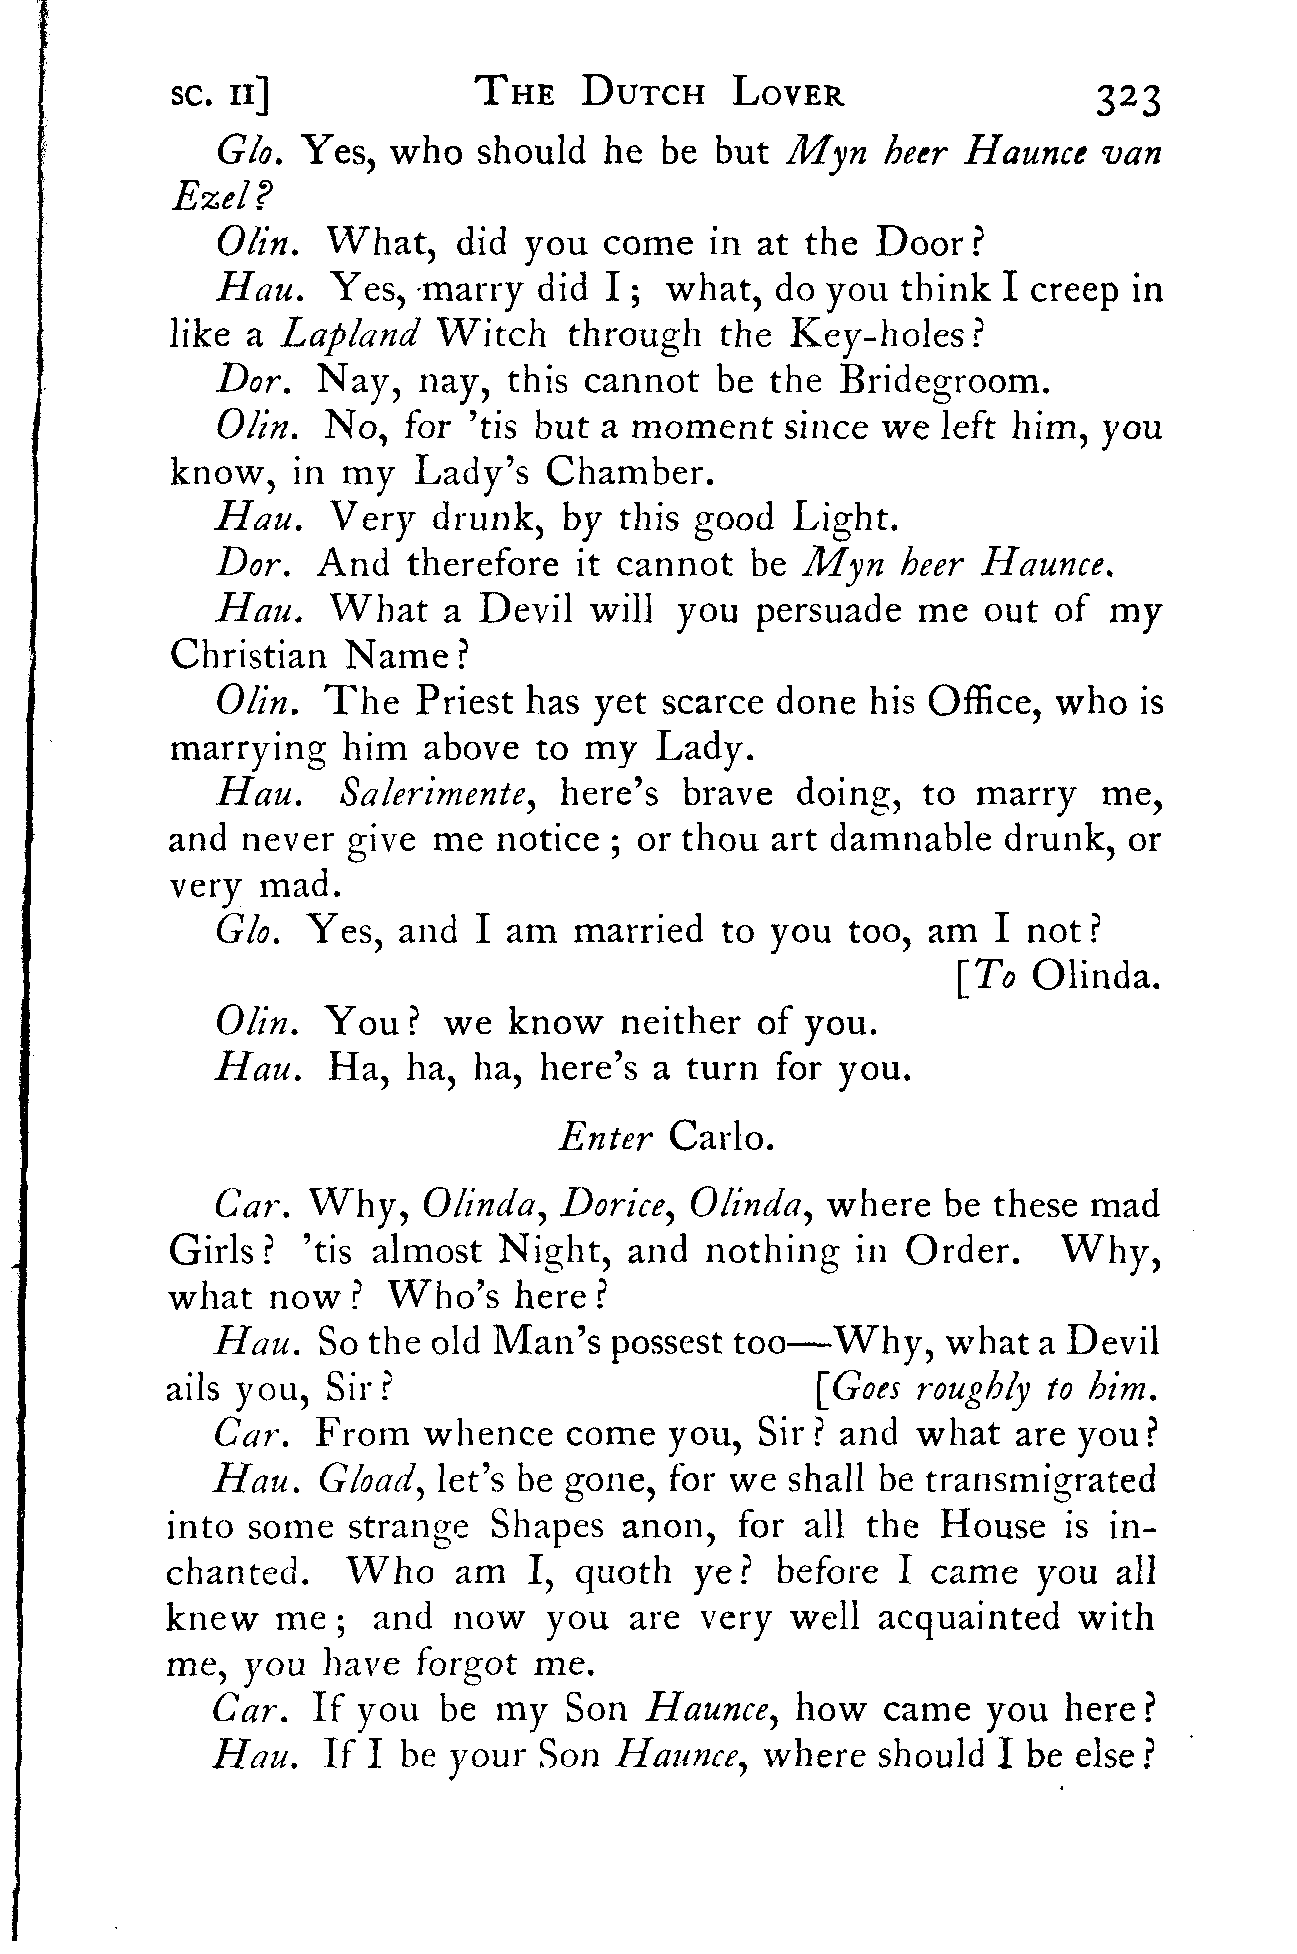 SC. II] THE DUTCH LOVER 323
Glo. Yes, who should he be but Myn heer Haunce van
Ezel?
Olin. What, did you come in at the Door?
Hau. Yes, marry did I; what, do you think I creep in
like a Lapland Witch through the Key-holes?
Dor. Nay, nay, this cannot be the Bridegroom.
Olin. No, for 'tis but a moment since we left him, you
know, in my Lady's Chamber.
Hau. Very drunk, by this good Light.
Dor. And therefore it cannot be Myn heer Haunce.
Hau. What a Devil will you persuade me out of my
Christian Name?
Olin. The Priest has yet scarce done his Office, who is
marrying him above to my Lady.
Hau. Salerimente, here's brave doing, to marry me,
and never give me notice; or thou art damnable drunk, or
very mad.
Glo. Yes, and I am married to you too, am I not?
[To Olinda.
Olin. You? we know neither of you.
Hau. Ha, ha, ha, here's a turn for you.
Enter Carlo.
Car. Why, Olinda, Dorice, Olinda, where be these mad
Girls? 'tis almost Night, and nothing in Order. Why,
what now? Who's here?
Hau. So the old Man's possest too—Why, what a Devil
ails you, Sir? [Goes roughly to him.
Car. From whence come you, Sir? and what are you?
Hau. Gload, let's be gone, for we shall be transmigrated
into some strange Shapes anon, for all the House is in-
chanted. Who am I, quoth ye? before I came you all
knew me; and now you are very well acquainted with
me, you have forgot me.
Car. If you be my Son Haunce, how came you here?
Hau. If I be your Son Haunce, where should I be else?